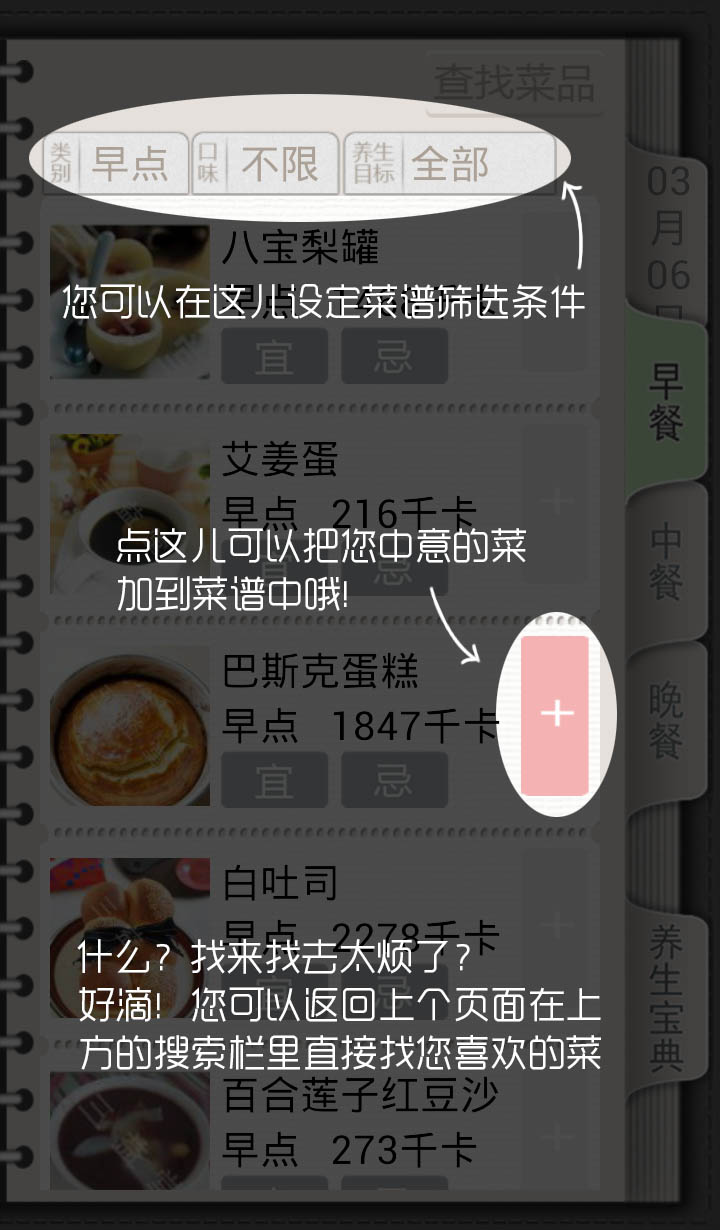 查找菜品
类别 早点 口味 不限 养生目标 全部
03
月
06
八宝梨罐
早点
您可以在这儿设定菜谱筛选条件
宜 忌
早餐
艾姜蛋
早点 216千卡
忌
点这儿可以把您中意的菜
加到菜谱中哦!
中餐
巴斯克蛋糕
早点 1847千卡
宜 忌
+
晚餐
白吐司
早点 2278千卡
什么?找来找去太烦了?
好滴!您可以返回上个页面在上
方的搜索栏里直接找您喜欢的菜
养生宝典
百合莲子红豆沙
早点 273千卡